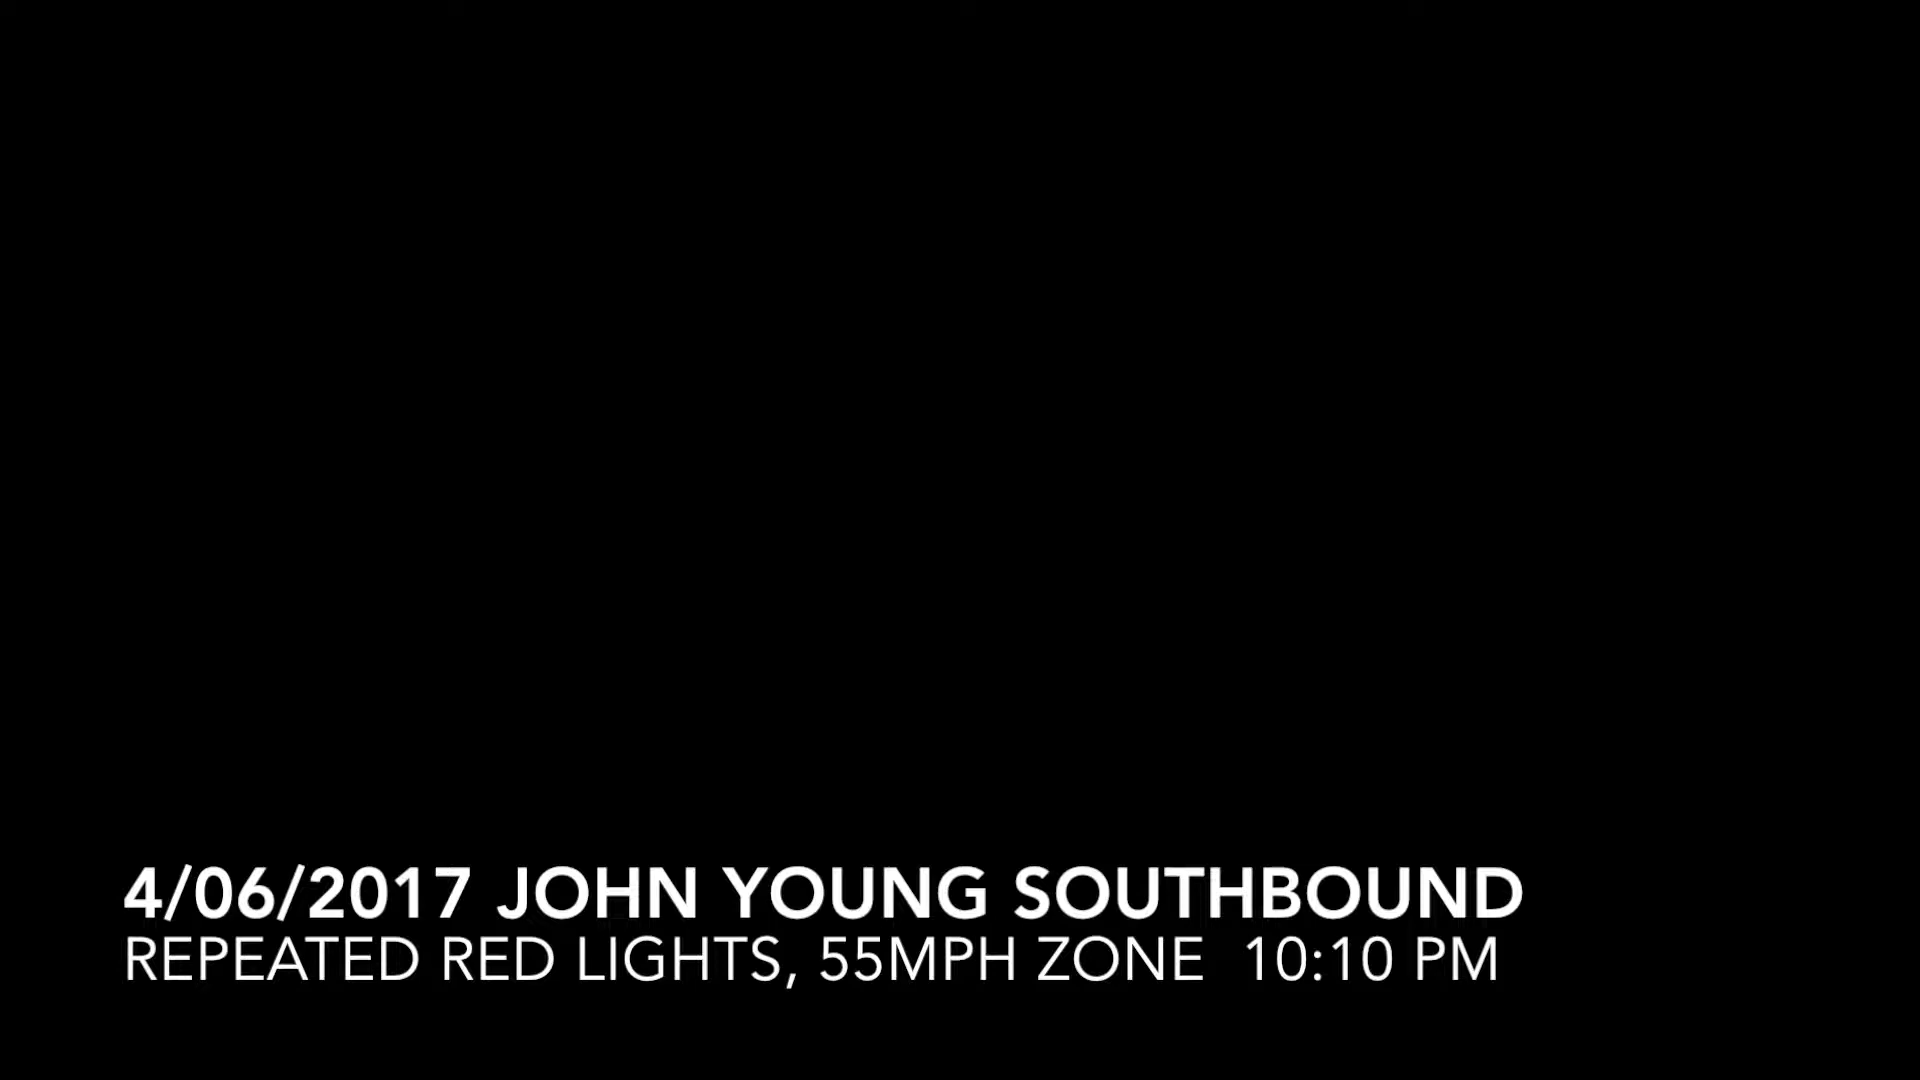 4/06/2017 JOHN YOUNG SOUTHBOUND
REPEATED RED LIGHTS, 55MPH ZONE  10:10 PM